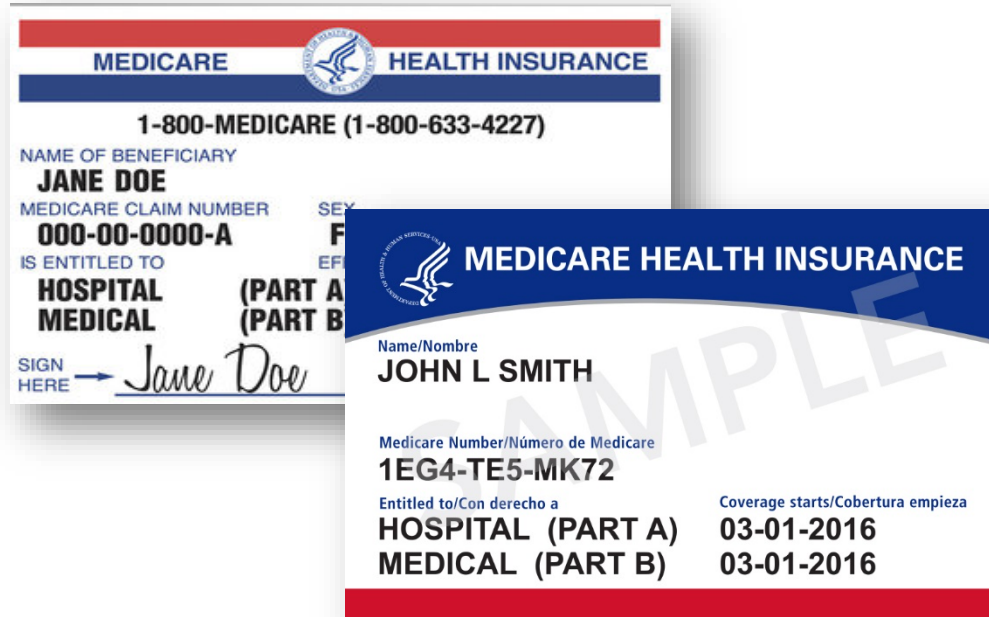 MEDICARE HEALTH INSURANCE
1-800-MEDICARE (1-800-633-4227)
NAME OF BENEFICIARY
JANE DOE
MEDICARE CLAIM NUMBER SEX
000-00-0000-A F
IS ENTITLED TO
HOSPITAL (PART A)
MEDICAL (PART B)
SIGN
HERE
Jane Doe
MEDICARE HEALTH INSURANCE
Name/Nombre
JOHN L SMITH
Medicare Number/Número de Medicare
1EG4-TE5-MK72
Entitled to/Con derecho a Coverage starts/Cobertura empieza
HOSPITAL (PART A) 03-01-2016
MEDICAL (PART B) 03-01-2016
SAMPLE